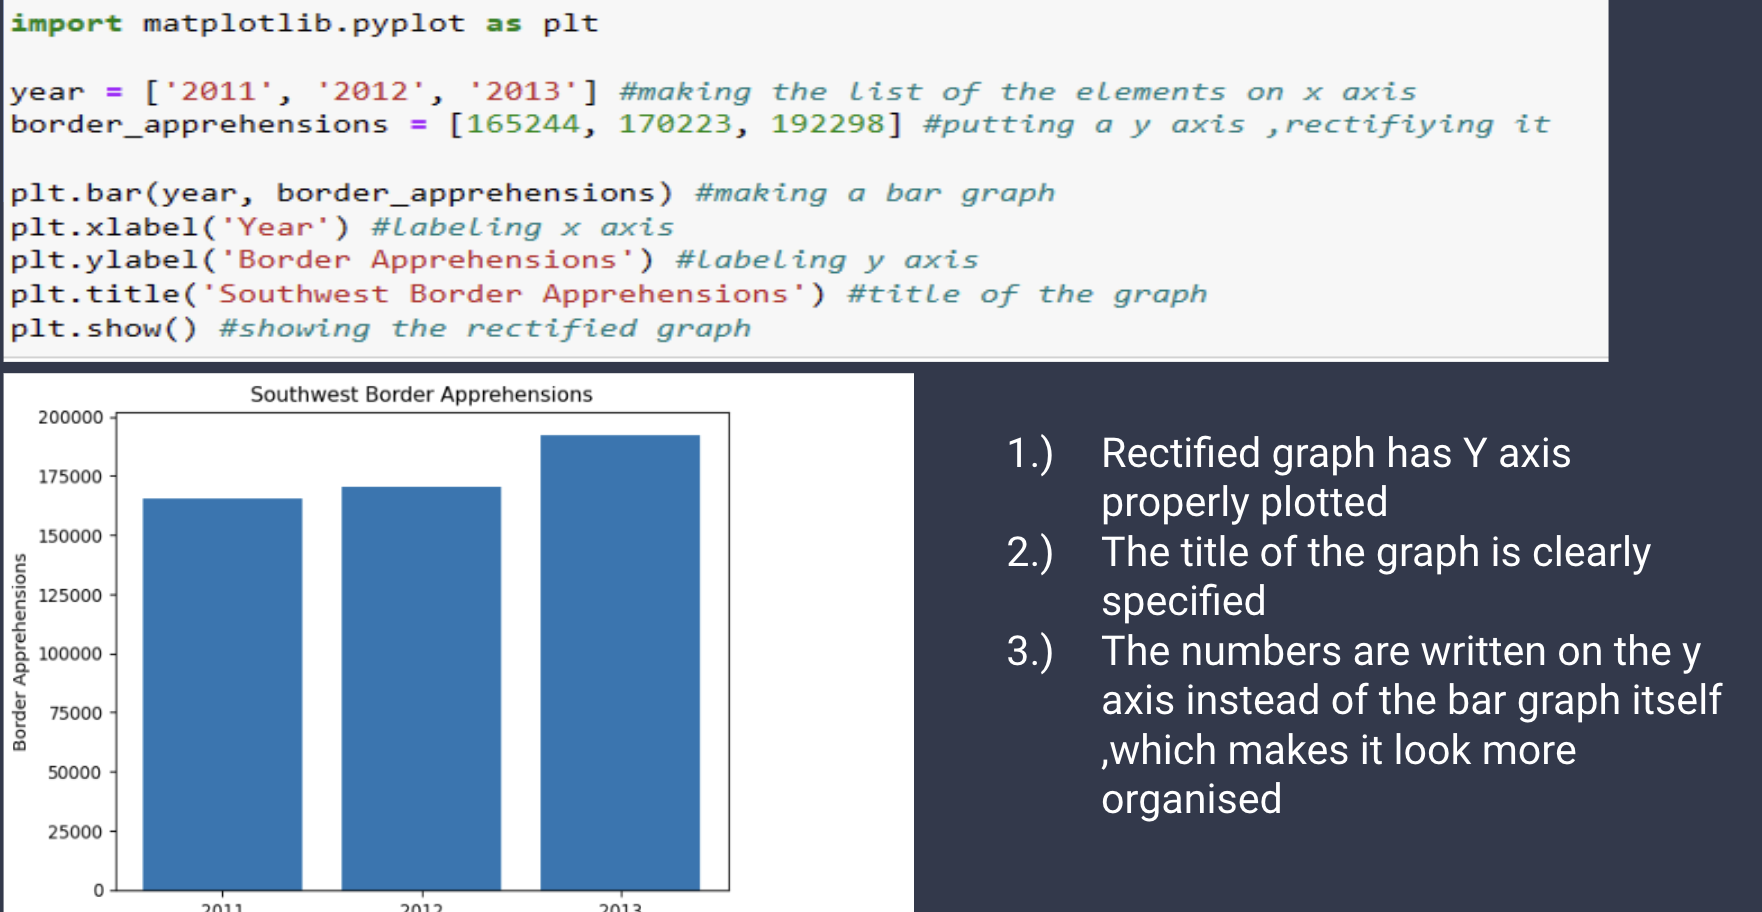 import matplotlib.pyplot as plt
year = ['2011', '2012', '2013'] #making the list of the elements on x axis
border_apprehensions = [165244, 170223, 192298] #putting a y axis ,rectifiying it
plt.bar(year, border_apprehensions) #making a bar graph
plt.xlabel('Year') #labeling x axis
plt.ylabel('Border Apprehensions') #labeling y axis
plt.title('Southwest Border Apprehensions') #title of the graph
plt.show() #showing the rectified graph
Southwest Border Apprehensions
200000
175000
150000
125000
100000
75000
50000
25000
0
Border Apprehensions
2011 2012 2013
1.) Rectified graph has Y axis
properly plotted
2.) The title of the graph is clearly
specified
3.) The numbers are written on the y
axis instead of the bar graph itself
,which makes it look more
organised